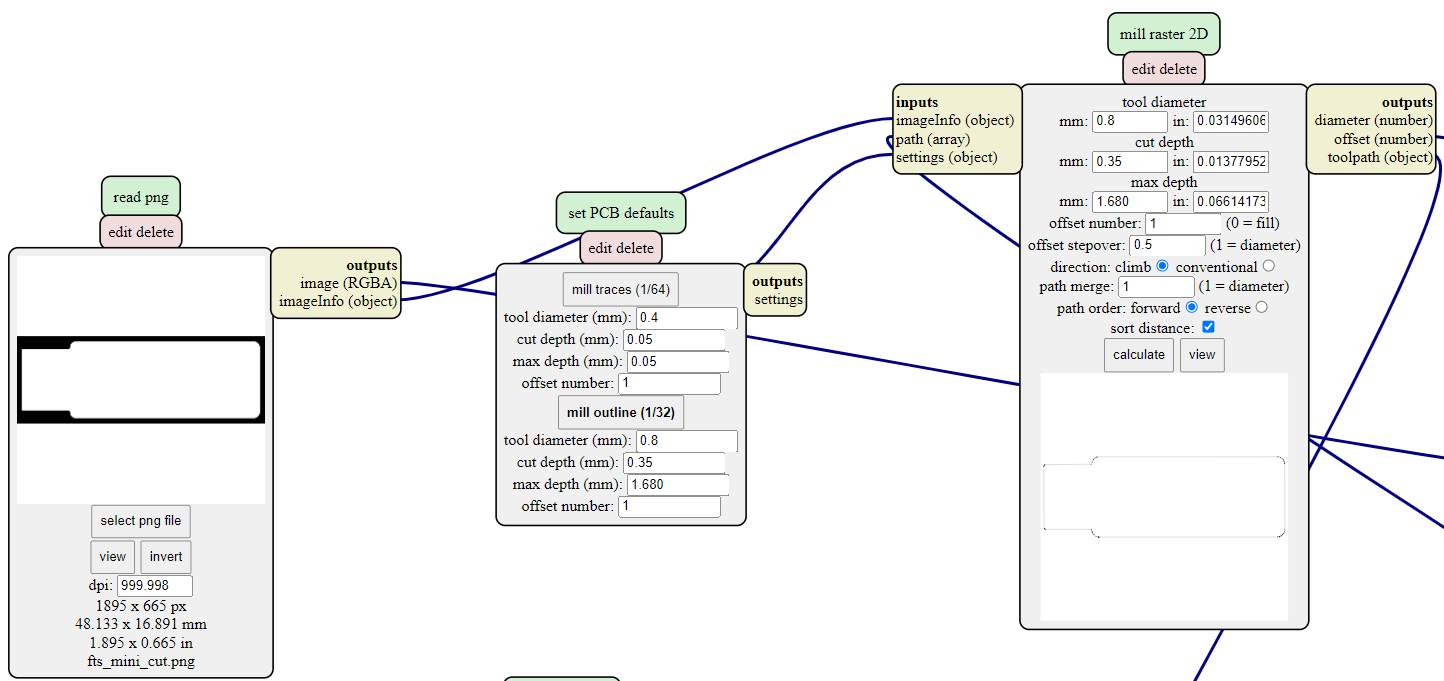 read png
edit delete
outputs
image (RGBA)
imageInfo (object)
select png file
view invert
dpi: 999.998
1895 x 665 px
48.133 x 16.891 mm
1.895 x 0.665 in
fts_mini_cut.png
set PCB defaults
edit delete
mill traces (1/64)
tool diameter (mm): 0.4
cut depth (mm): 0.05
max depth (mm): 0.05
offset number: 1
mill outline (1/32)
tool diameter (mm): 0.8
cut depth (mm): 0.35
max depth (mm): 1.680
offset number: 1
outputs
settings
inputs
imageInfo (object)
path (array)
settings (object)
mill raster 2D
edit delete
tool diameter
mm: 0.8 in: 0.03149606
cut depth
mm: 0.35 in: 0.01377952
max depth
mm: 1.680 in: 0.06614173
offset number: 1 (0 = fill)
offset stepover: 0.5 (1 = diameter)
direction: climb conventional
path merge: 1 (1 = diameter)
path order: forward reverse
sort distance:
calculate view
outputs
diameter (number)
offset (number)
toolpath (object)